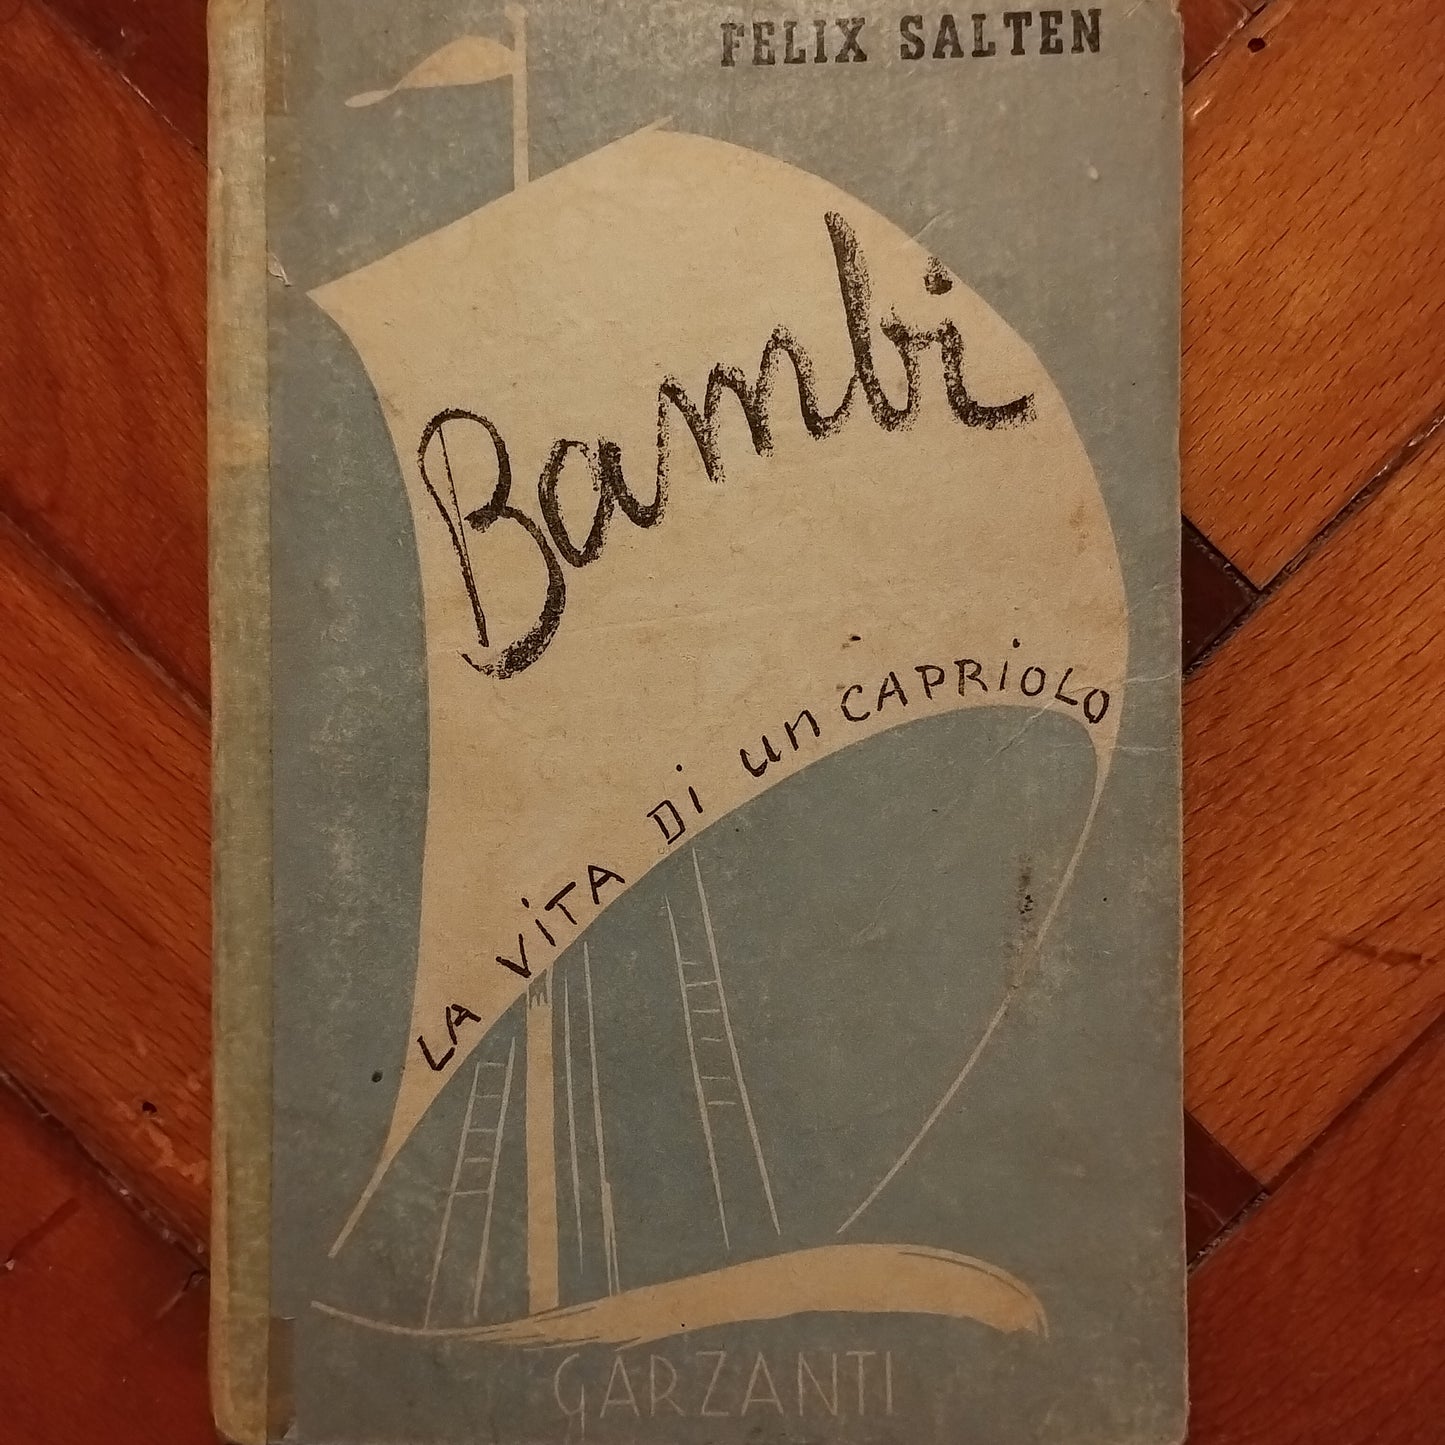 FELIX SALTEN
Bambi
LA ViTA Di un CAPRiOLO
GARZANTI